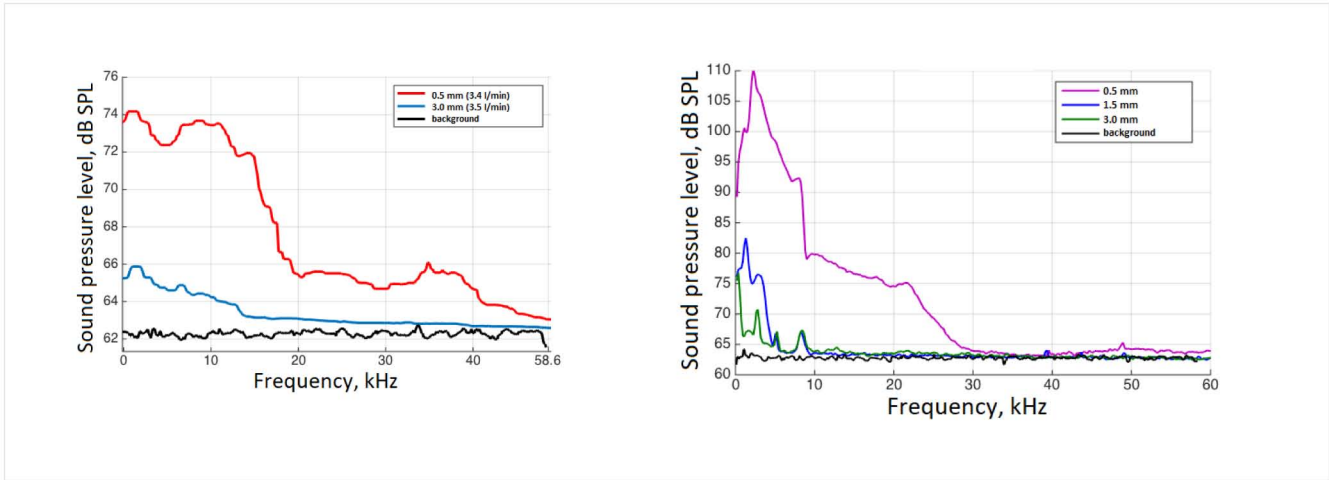 76
74
72
70
68
66
64
62
0
10
20
30
40
58.6
Sound pressure level, dB SPL
Frequency, kHz
0.5 mm (3.4 l/min)
3.0 mm (3.5 l/min)
background
110
105
100
95
90
85
80
75
70
65
60
0
10
20
30
40
50
60
Sound pressure level, dB SPL
Frequency, kHz
0.5 mm
1.5 mm
3.0 mm
background